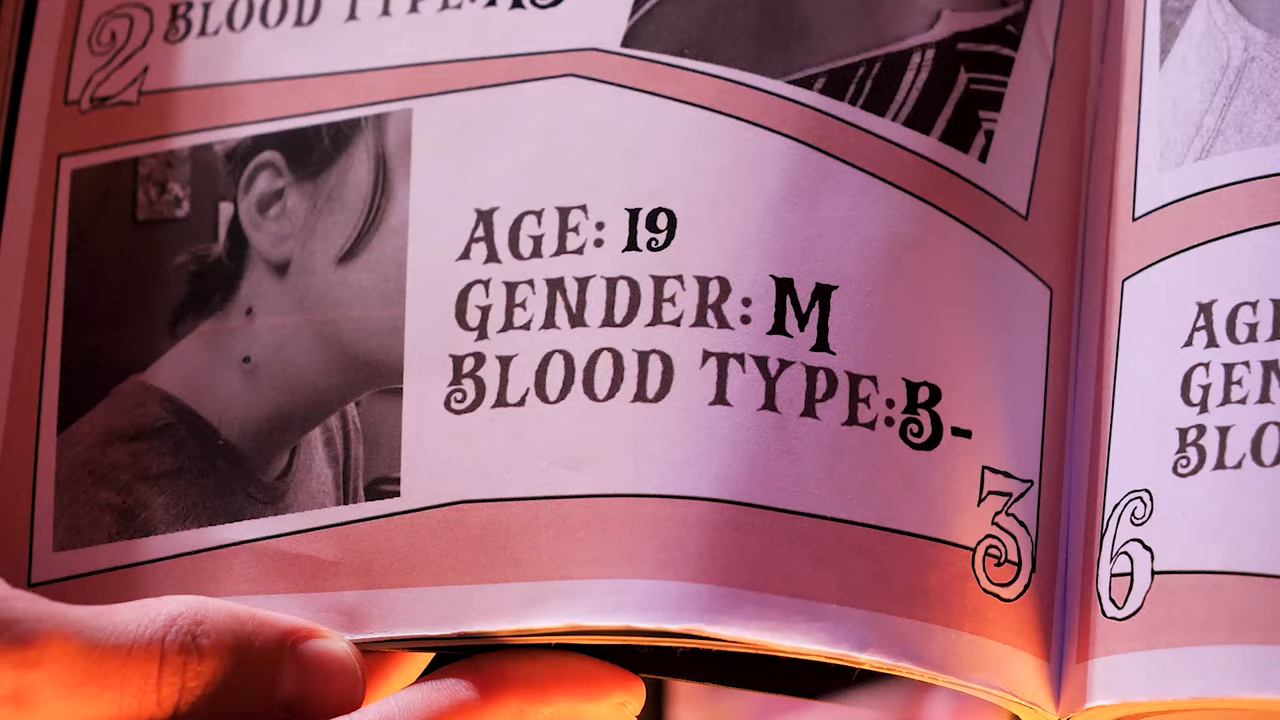 2
BLOOD TYPE:
AGE: 19
GENDER: M
BLOOD TYPE: B-
3
AG
GEN
BLO
6